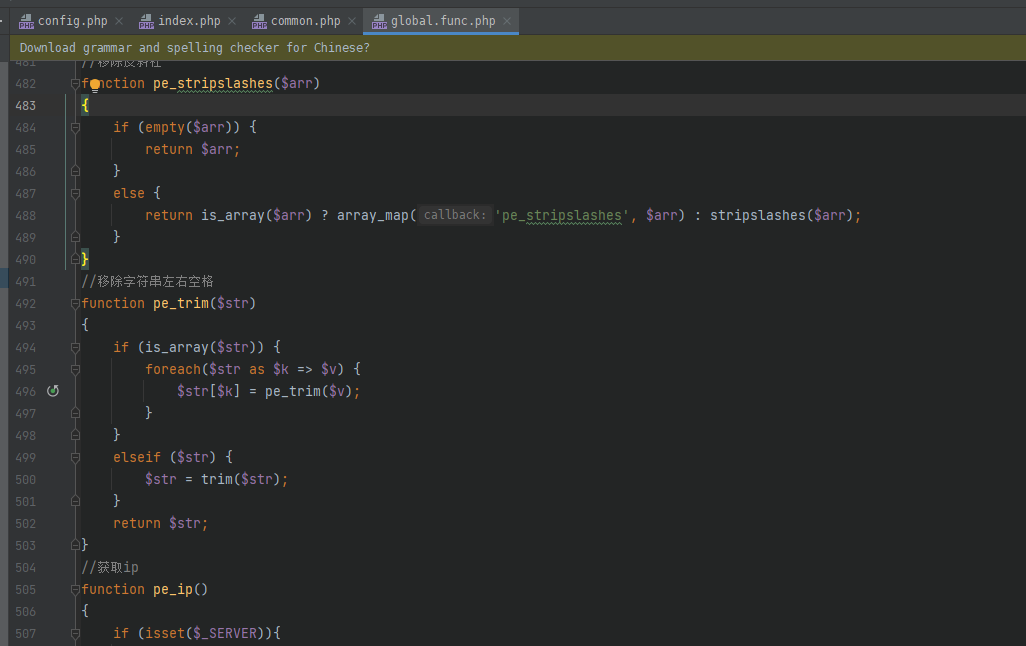 config.php index.php common.php global.func.php
Download grammar and spelling checker for Chinese?
481 //移除反斜杠
482 function pe_stripslashes($arr)
483 {
484 if (empty($arr)) {
485 return $arr;
486 }
487 else {
488 return is_array($arr) ? array_map( callback: 'pe_stripslashes', $arr) : stripslashes($arr);
489 }
490 }
491 //移除字符串左右空格
492 function pe_trim($str)
493 {
494 if (is_array($str)) {
495 foreach($str as $k => $v) {
496 $str[$k] = pe_trim($v);
497 }
498 }
499 elseif ($str) {
500 $str = trim($str);
501 }
502 return $str;
503 }
504 //获取ip
505 function pe_ip()
506 {
507 if (isset($_SERVER)){